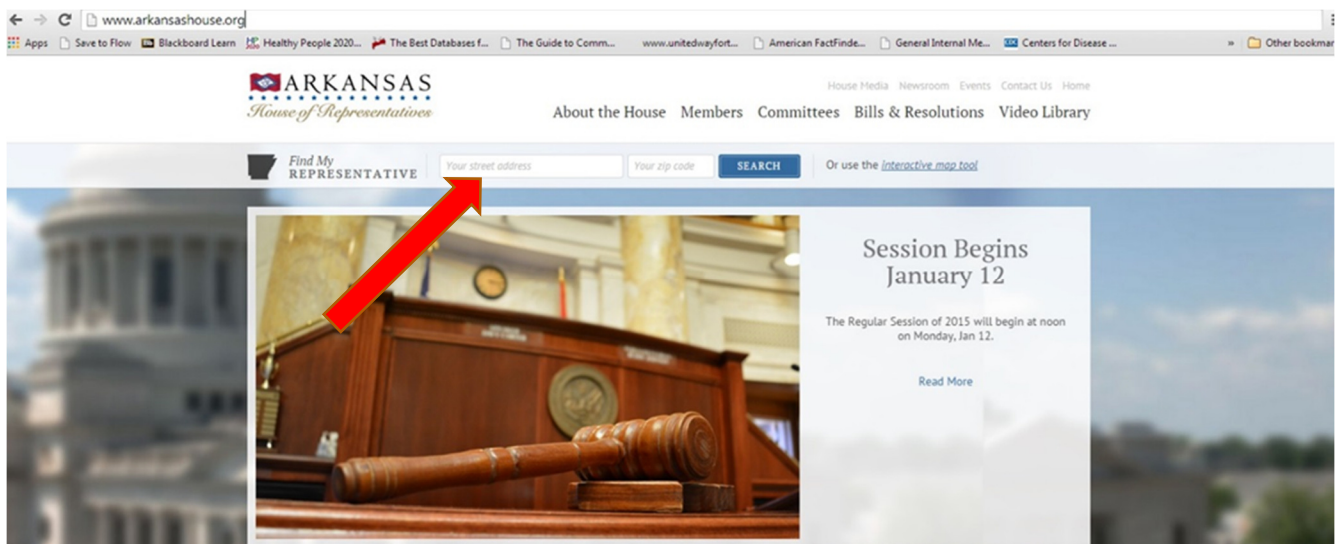 www.arkansashouse.org
Apps Save to Flow Blackboard Learn Healthy People 2020... The Best Databases f... The Guide to Comm... www.unitedwayfort... American FactFinde... General Internal Me... Centers for Disease ... » Other bookmar
ARKANSAS
House of Representatives
House Media Newsroom Events Contact Us Home
About the House Members Committees Bills & Resolutions Video Library
Find My
REPRESENTATIVE
Your street address Your zip code SEARCH Or use the interactive map tool
Session Begins
January 12
The Regular Session of 2015 will begin at noon
on Monday, Jan 12.
Read More